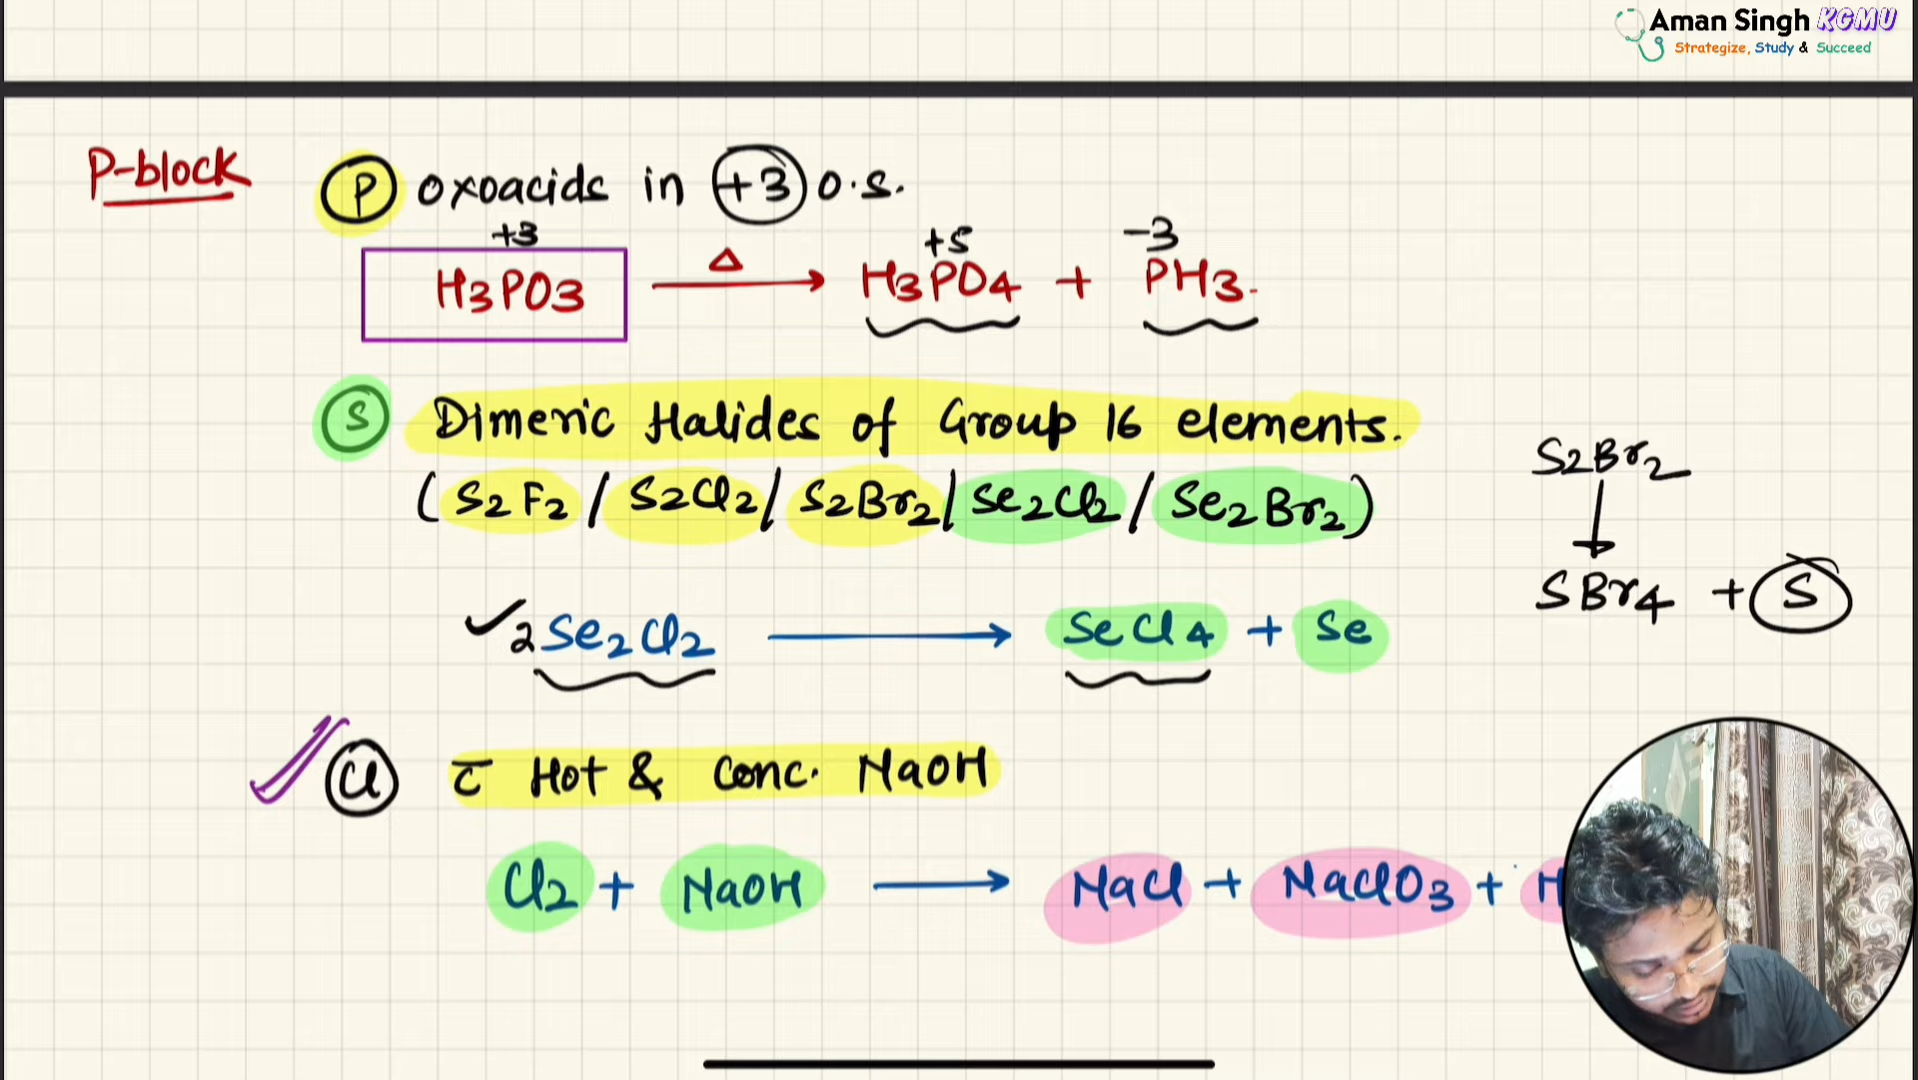 Aman Singh KGMU
Strategize, Study & Succeed
P-block
P oxoacids in +3 o.s.
+3 +5 -3
H3PO3 Δ→ H3PO4 + PH3.
S Dimeric Halides of Group 16 elements.
(S2F2 / S2Cl2 / S2Br2 / Se2Cl2 / Se2Br2)
S2Br2
↓
SBr4 + S
✓ 2Se2Cl2 → SeCl4 + Se
Cl c̄ Hot & Conc. NaOH
Cl2 + NaOH → NaCl + NaClO3 + H